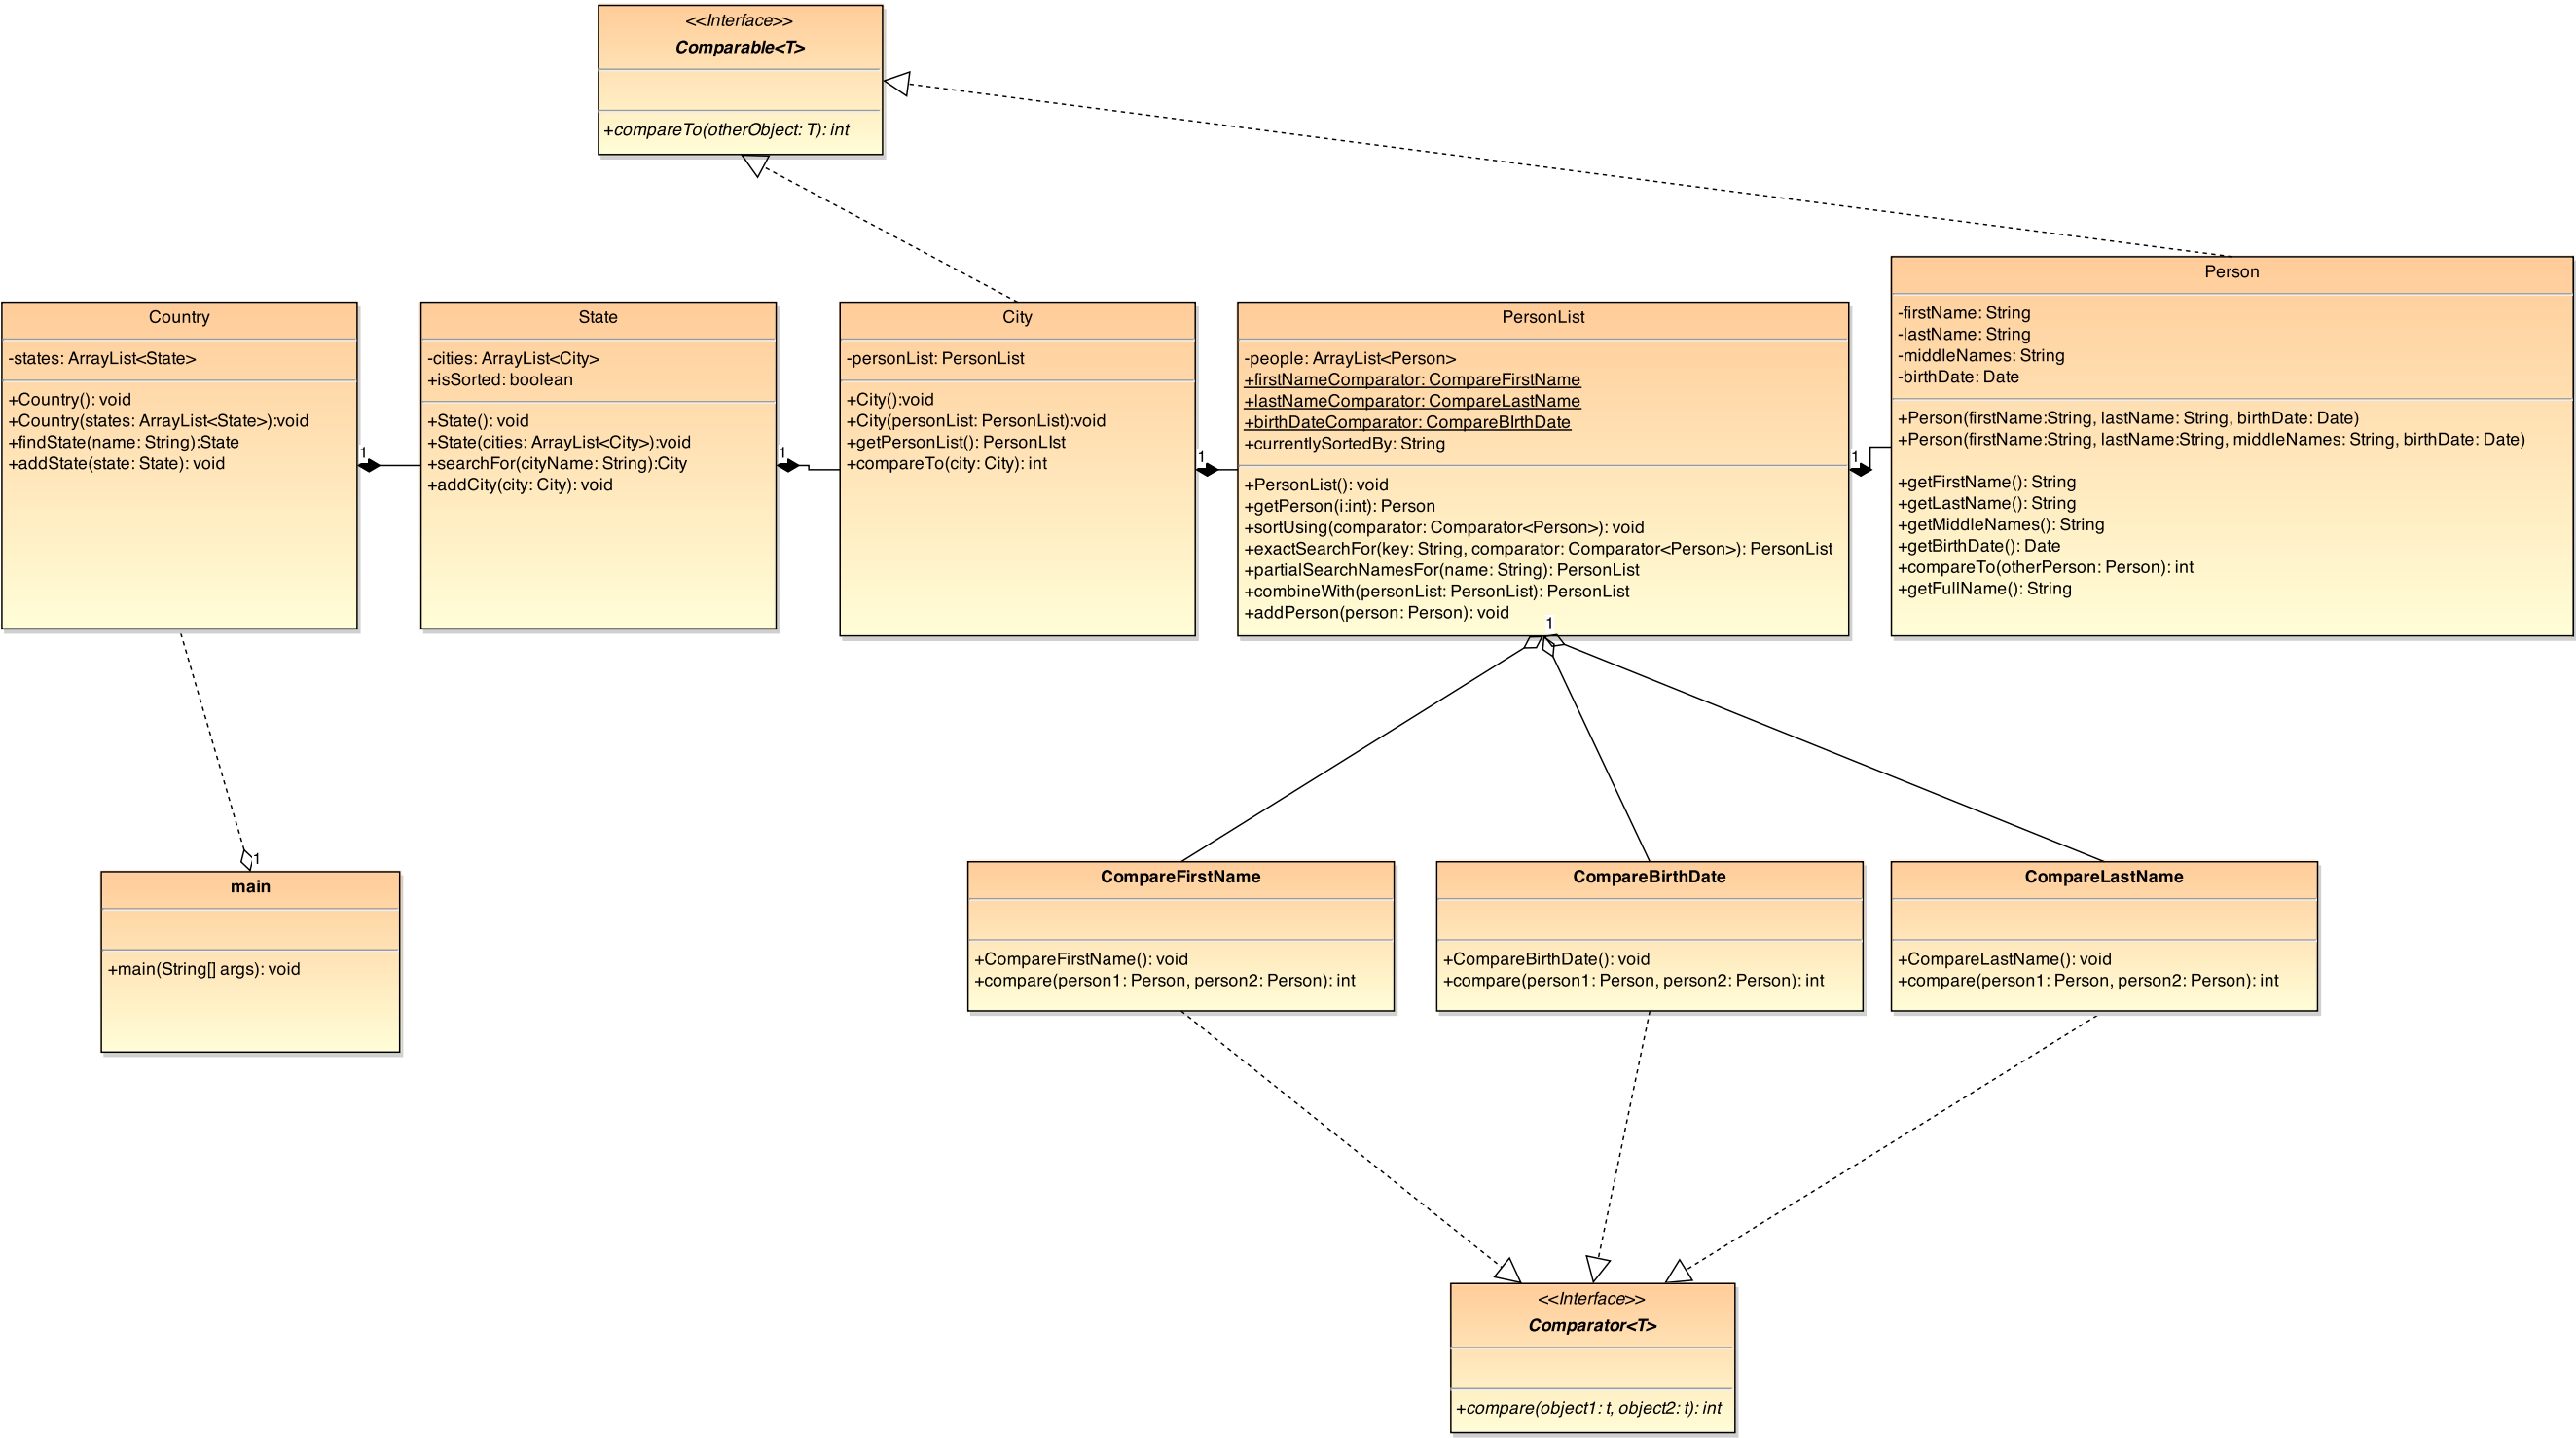 <<Interface>>
Comparable<T>
+compareTo(otherObject: T): int
Country
-states: ArrayList<State>
+Country(): void
+Country(states: ArrayList<State>):void
+findState(name: String):State
+addState(state: State): void
1
State
-cities: ArrayList<City>
+isSorted: boolean
+State(): void
+State(cities: ArrayList<City>):void
+searchFor(cityName: String):City
+addCity(city: City): void
1
City
-personList: PersonList
+City():void
+City(personList: PersonList):void
+getPersonList(): PersonLIst
+compareTo(city: City): int
1
PersonList
-people: ArrayList<Person>
+firstNameComparator: CompareFirstName
+lastNameComparator: CompareLastName
+birthDateComparator: CompareBIrthDate
+currentlySortedBy: String
+PersonList(): void
+getPerson(i:int): Person
+sortUsing(comparator: Comparator<Person>): void
+exactSearchFor(key: String, comparator: Comparator<Person>): PersonList
+partialSearchNamesFor(name: String): PersonList
+combineWith(personList: PersonList): PersonList
+addPerson(person: Person): void
1
1
Person
-firstName: String
-lastName: String
-middleNames: String
-birthDate: Date
+Person(firstName:String, lastName: String, birthDate: Date)
+Person(firstName:String, lastName:String, middleNames: String, birthDate: Date)
+getFirstName(): String
+getLastName(): String
+getMiddleNames(): String
+getBirthDate(): Date
+compareTo(otherPerson: Person): int
+getFullName(): String
1
main
+main(String[] args): void
CompareFirstName
+CompareFirstName(): void
+compare(person1: Person, person2: Person): int
CompareBirthDate
+CompareBirthDate(): void
+compare(person1: Person, person2: Person): int
CompareLastName
+CompareLastName(): void
+compare(person1: Person, person2: Person): int
<<Interface>>
Comparator<T>
+compare(object1: t, object2: t): int